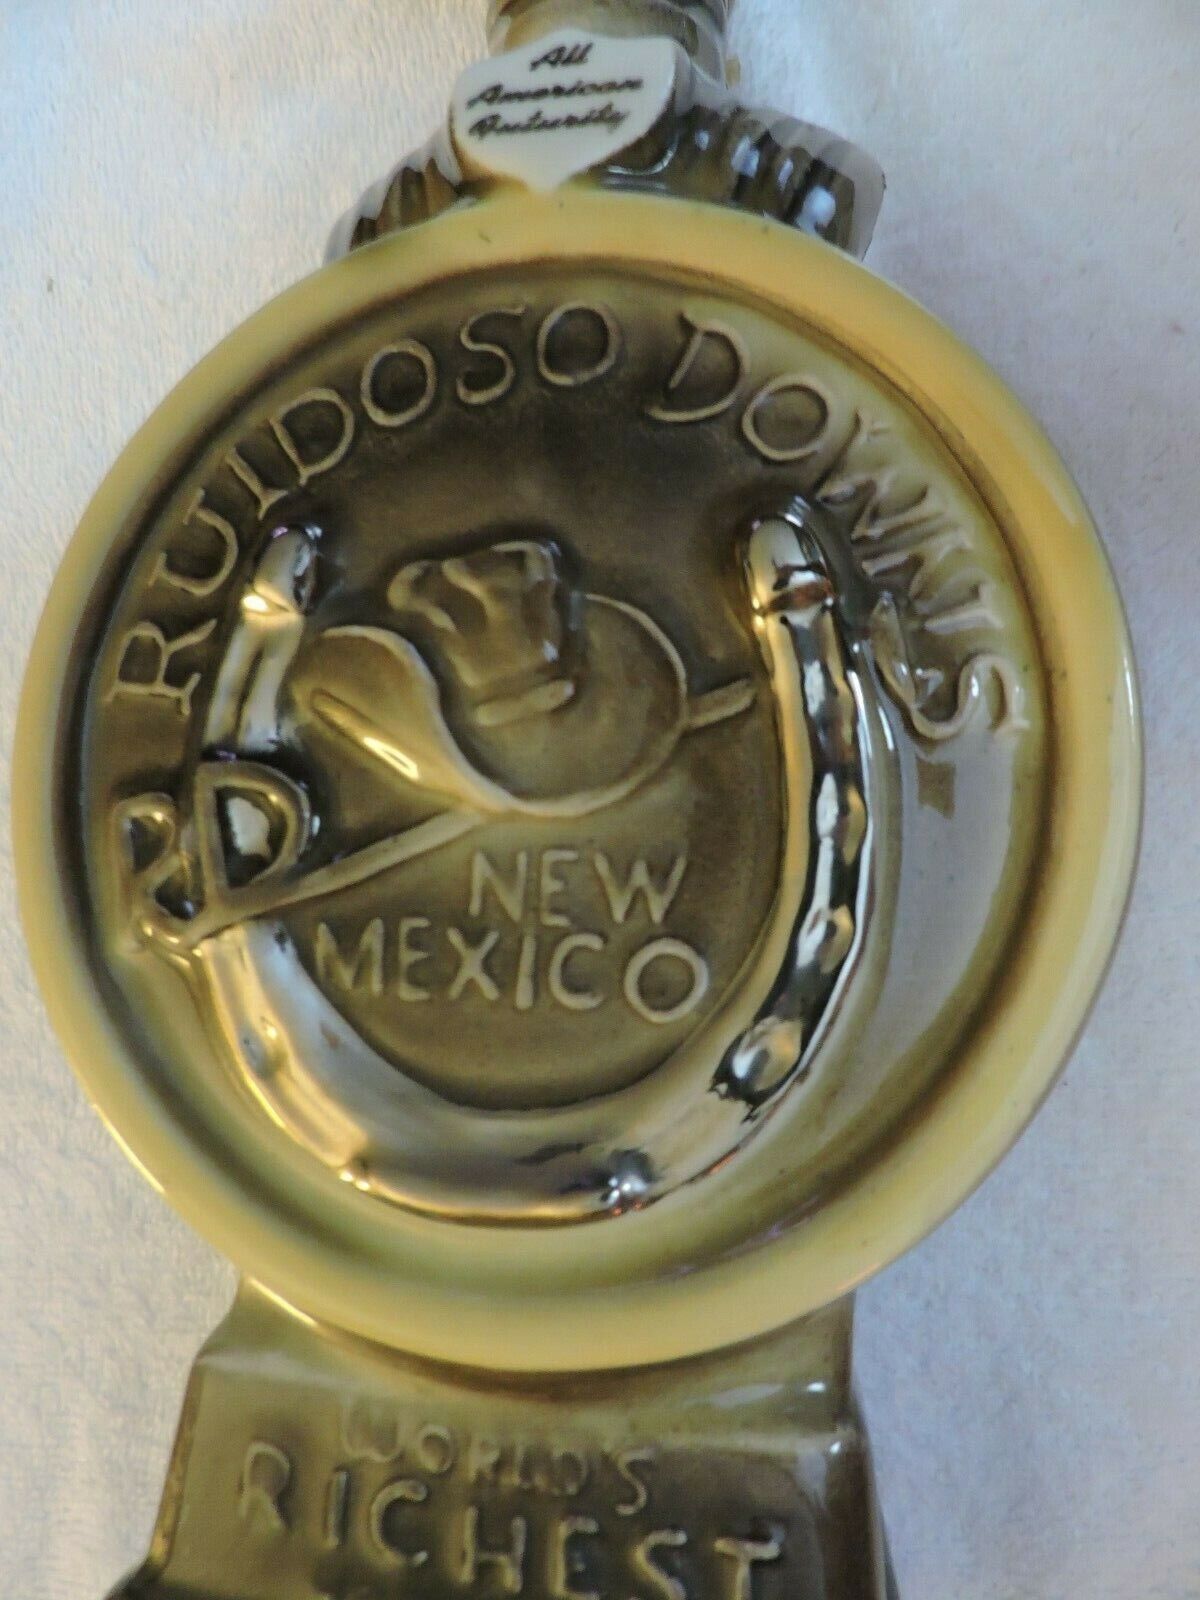 All
American
Futurity
RUIDOSO DOWNS
RD
NEW
MEXICO
WORLD'S
RICHEST